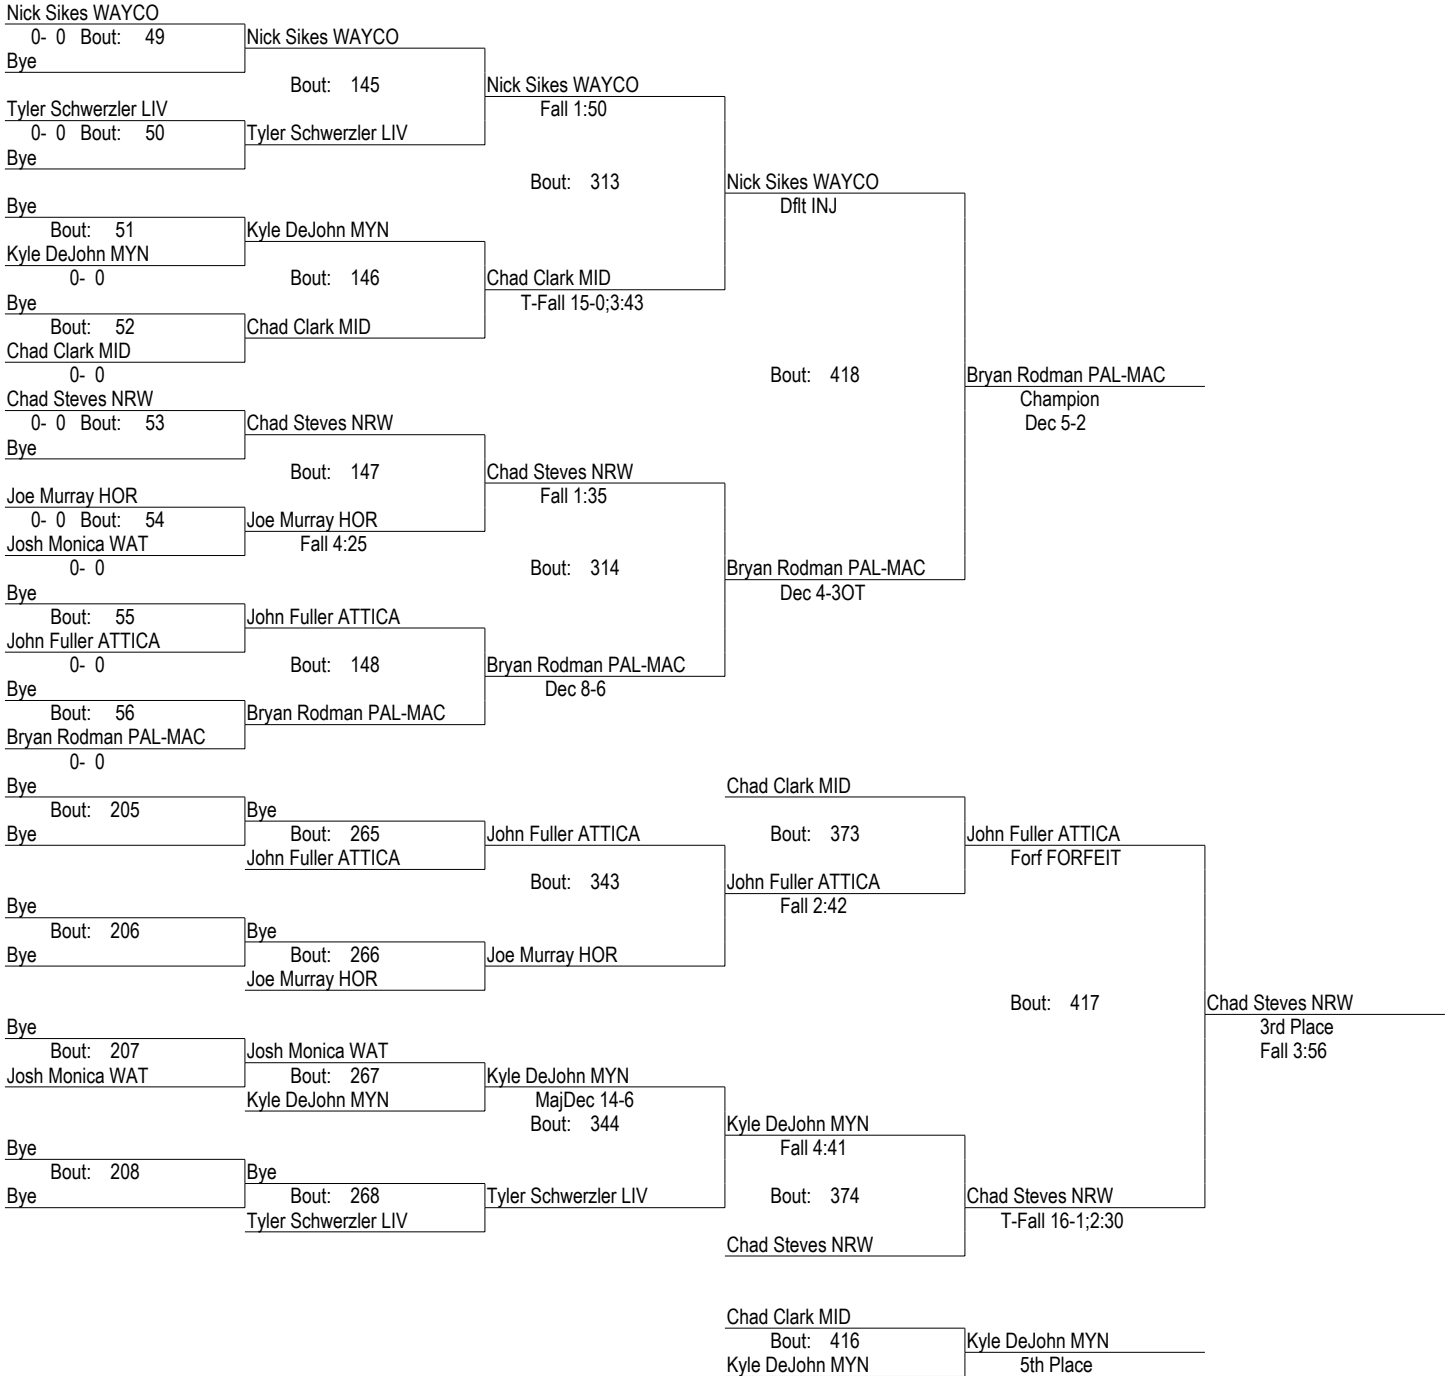 Nick Sikes WAYCO
0- 0 Bout: 49
Bye
Nick Sikes WAYCO
Bout: 145
Tyler Schwerzler LIV
0- 0 Bout: 50
Bye
Tyler Schwerzler LIV
Nick Sikes WAYCO
Fall 1:50
Bout: 313
Bye
Bout: 51
Kyle DeJohn MYN
0- 0
Kyle DeJohn MYN
Bout: 146
Bye
Bout: 52
Chad Clark MID
0- 0
Chad Clark MID
Chad Clark MID
T-Fall 15-0;3:43
Nick Sikes WAYCO
Dflt INJ
Bout: 418
Chad Steves NRW
0- 0 Bout: 53
Bye
Chad Steves NRW
Bout: 147
Joe Murray HOR
0- 0 Bout: 54
Josh Monica WAT
0- 0
Joe Murray HOR
Fall 4:25
Chad Steves NRW
Fall 1:35
Bout: 314
Bye
Bout: 55
John Fuller ATTICA
0- 0
John Fuller ATTICA
Bout: 148
Bye
Bout: 56
Bryan Rodman PAL-MAC
0- 0
Bryan Rodman PAL-MAC
Bryan Rodman PAL-MAC
Dec 8-6
Bryan Rodman PAL-MAC
Dec 4-3OT
Bryan Rodman PAL-MAC
Champion
Dec 5-2
Bye
Bout: 205
Bye
Bye
Bout: 265
John Fuller ATTICA
John Fuller ATTICA
Bout: 343
Bye
Bout: 206
Bye
Bye
Bout: 266
Joe Murray HOR
Joe Murray HOR
Chad Clark MID
Bout: 373
John Fuller ATTICA
Fall 2:42
John Fuller ATTICA
Forf FORFEIT
Bout: 417
Bye
Bout: 207
Josh Monica WAT
Josh Monica WAT
Bout: 267
Kyle DeJohn MYN
Kyle DeJohn MYN
MajDec 14-6
Bout: 344
Bye
Bout: 208
Bye
Bye
Bout: 268
Tyler Schwerzler LIV
Tyler Schwerzler LIV
Kyle DeJohn MYN
Fall 4:41
Bout: 374
Chad Steves NRW
Chad Steves NRW
T-Fall 16-1;2:30
Chad Steves NRW
3rd Place
Fall 3:56
Chad Clark MID
Bout: 416
Kyle DeJohn MYN
Kyle DeJohn MYN
5th Place